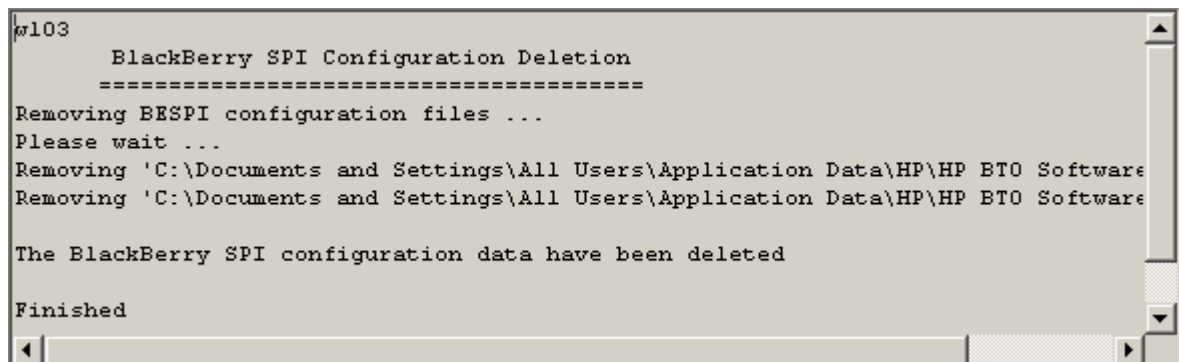 w103
BlackBerry SPI Configuration Deletion
=======================================
Removing BESPI configuration files ...
Please wait ...
Removing 'C:\Documents and Settings\All Users\Application Data\HP\HP BTO Software
Removing 'C:\Documents and Settings\All Users\Application Data\HP\HP BTO Software
The BlackBerry SPI configuration data have been deleted
Finished